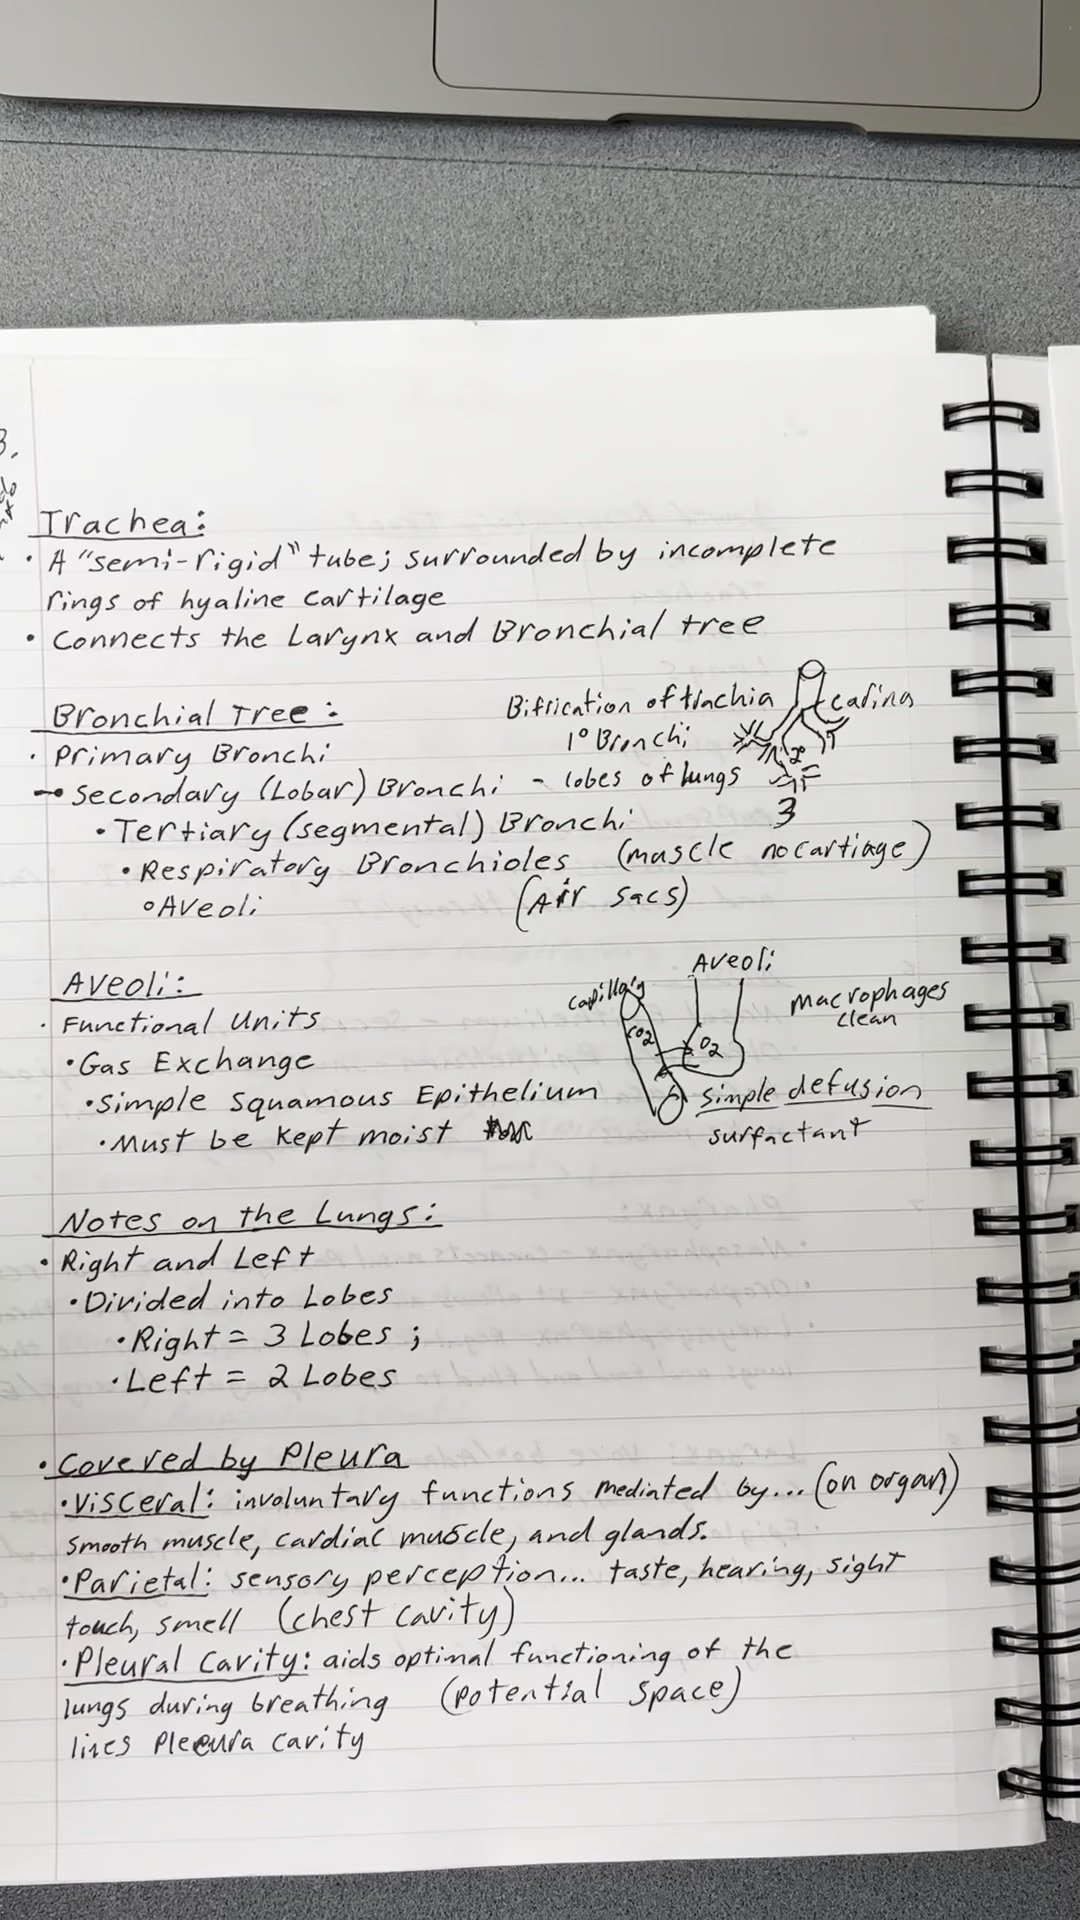 3.
Trachea:
· A "semi-rigid" tube; surrounded by incomplete
rings of hyaline cartilage
· Connects the Larynx and Bronchial tree
Bronchial Tree:
Bifrication of trachia
carina
· Primary Bronchi
1° Bronchi
2°
→ Secondary (Lobar) Bronchi - lobes of lungs
3
· Tertiary (segmental) Bronchi
· Respiratory Bronchioles (muscle no cartiage)
° Aveoli (Air sacs)
Aveoli:
Aveoli
capillary
macrophages
clean
· Functional Units
CO2
O2
· Gas Exchange
· Simple Squamous Epithelium
simple defusion
· Must be kept moist
surfactant
Notes on the Lungs:
· Right and Left
· Divided into Lobes
· Right = 3 Lobes ;
· Left = 2 Lobes
· Covered by Pleura
· Visceral: involuntary functions mediated by... (on organ)
smooth muscle, cardiac muscle, and glands.
· Parietal: sensory perception... taste, hearing, sight
touch, smell (chest cavity)
· Pleural Cavity: aids optimal functioning of the
lungs during breathing (potential space)
lines Pleeura cavity